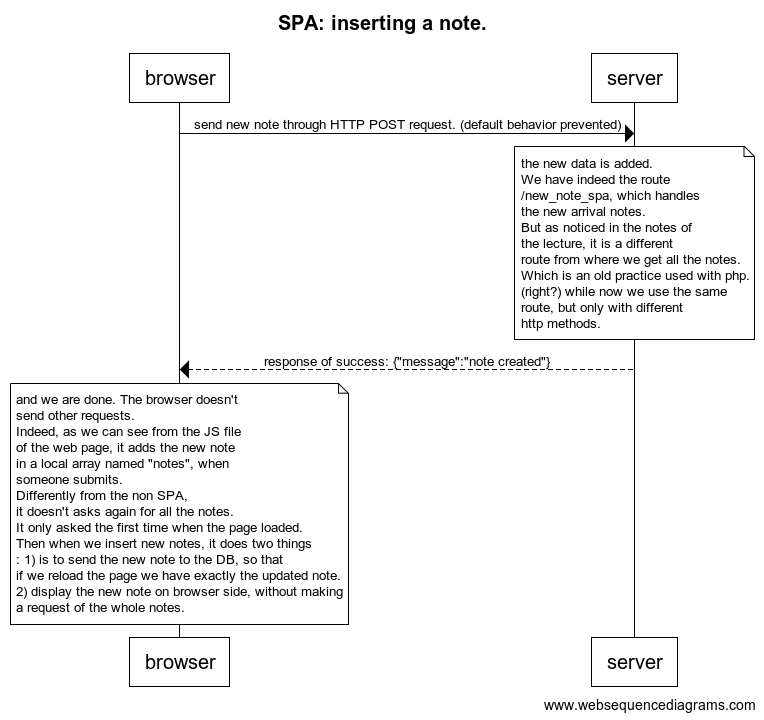 SPA: inserting a note.
browser
server
send new note through HTTP POST request. (default behavior prevented)
the new data is added.
We have indeed the route
/new_note_spa, which handles
the new arrival notes.
But as noticed in the notes of
the lecture, it is a different
route from where we get all the notes.
Which is an old practice used with php.
(right?) while now we use the same
route, but only with different
http methods.
response of success: {"message":"note created"}
and we are done. The browser doesn't
send other requests.
Indeed, as we can see from the JS file
of the web page, it adds the new note
in a local array named "notes", when
someone submits.
Differently from the non SPA,
it doesn't asks again for all the notes.
It only asked the first time when the page loaded.
Then when we insert new notes, it does two things
: 1) is to send the new note to the DB, so that
if we reload the page we have exactly the updated note.
2) display the new note on browser side, without making
a request of the whole notes.
browser
server
www.websequencediagrams.com